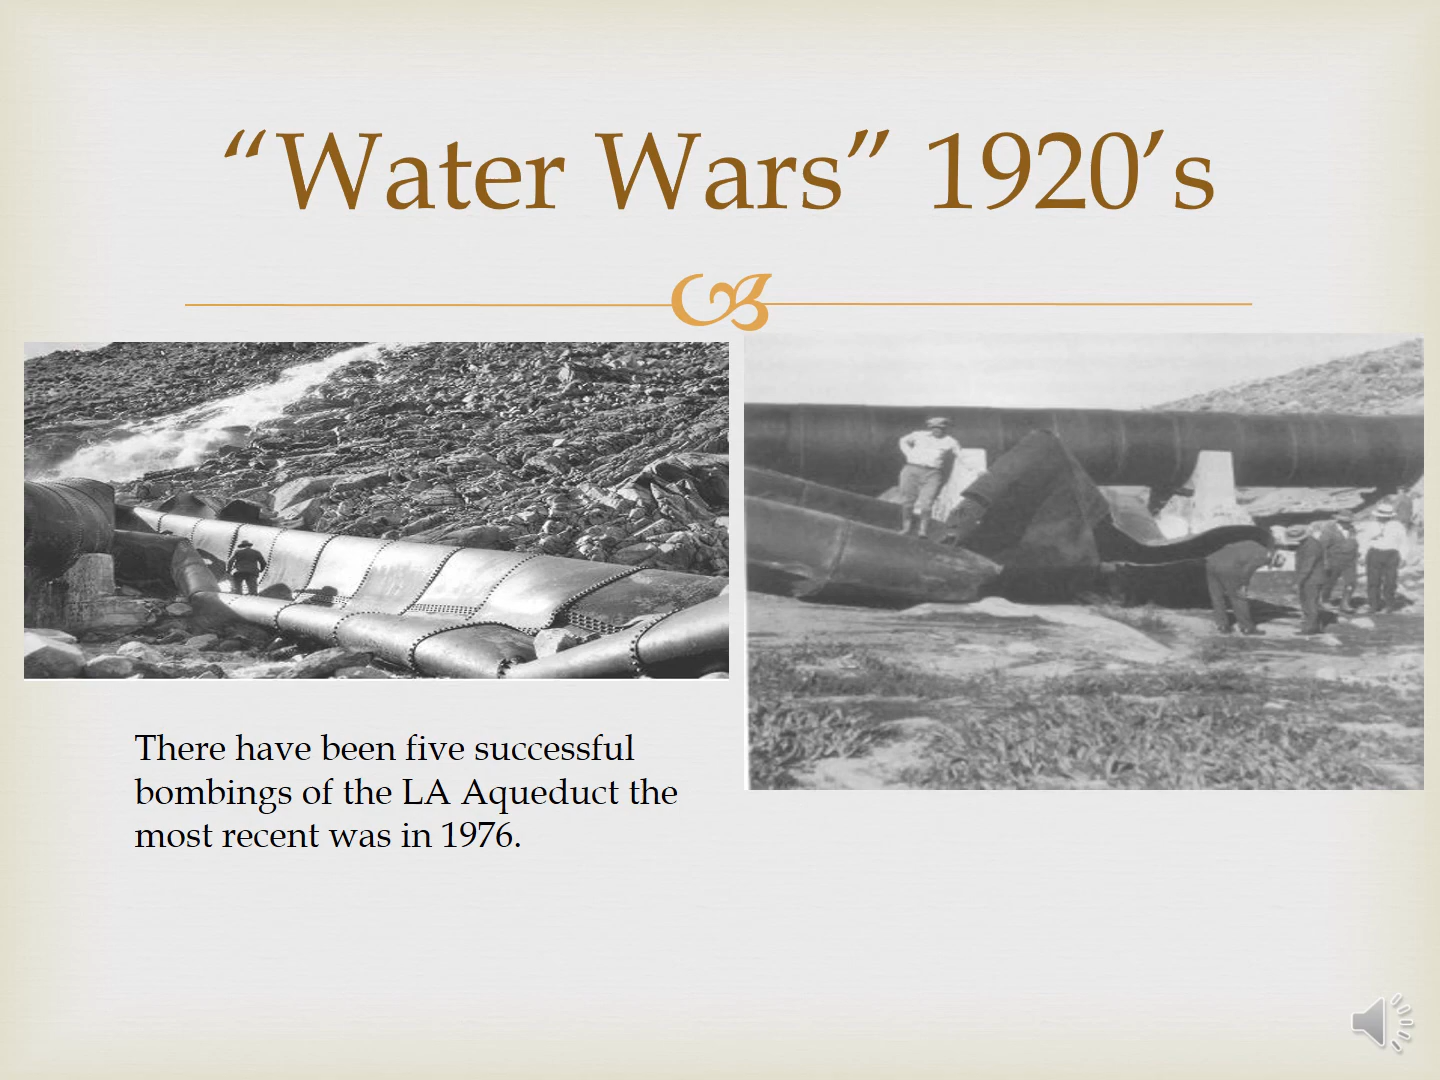 “Water Wars” 1920’s
There have been five successful
bombings of the LA Aqueduct the
most recent was in 1976.